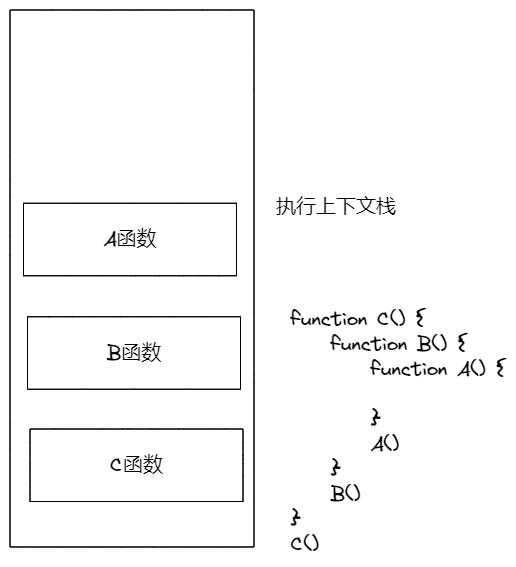 执行上下文栈
A函数
B函数
C函数
function C() {
    function B() {
        function A() {

        }
        A()
    }
    B()
}
C()